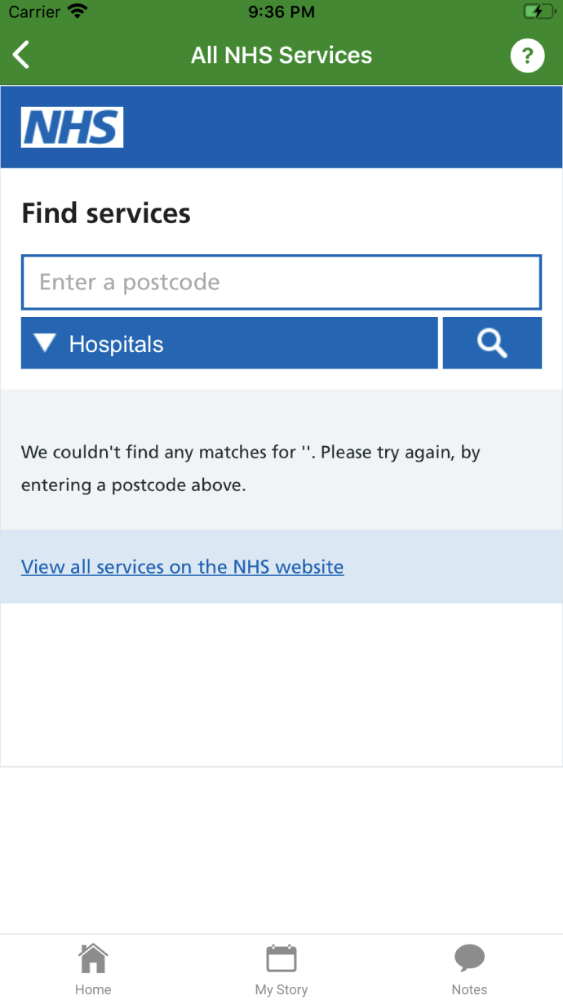 Carrier 9:36 PM
All NHS Services ?
NHS
Find services
Enter a postcode
Hospitals
We couldn't find any matches for ''. Please try again, by
entering a postcode above.
View all services on the NHS website
Home My Story Notes